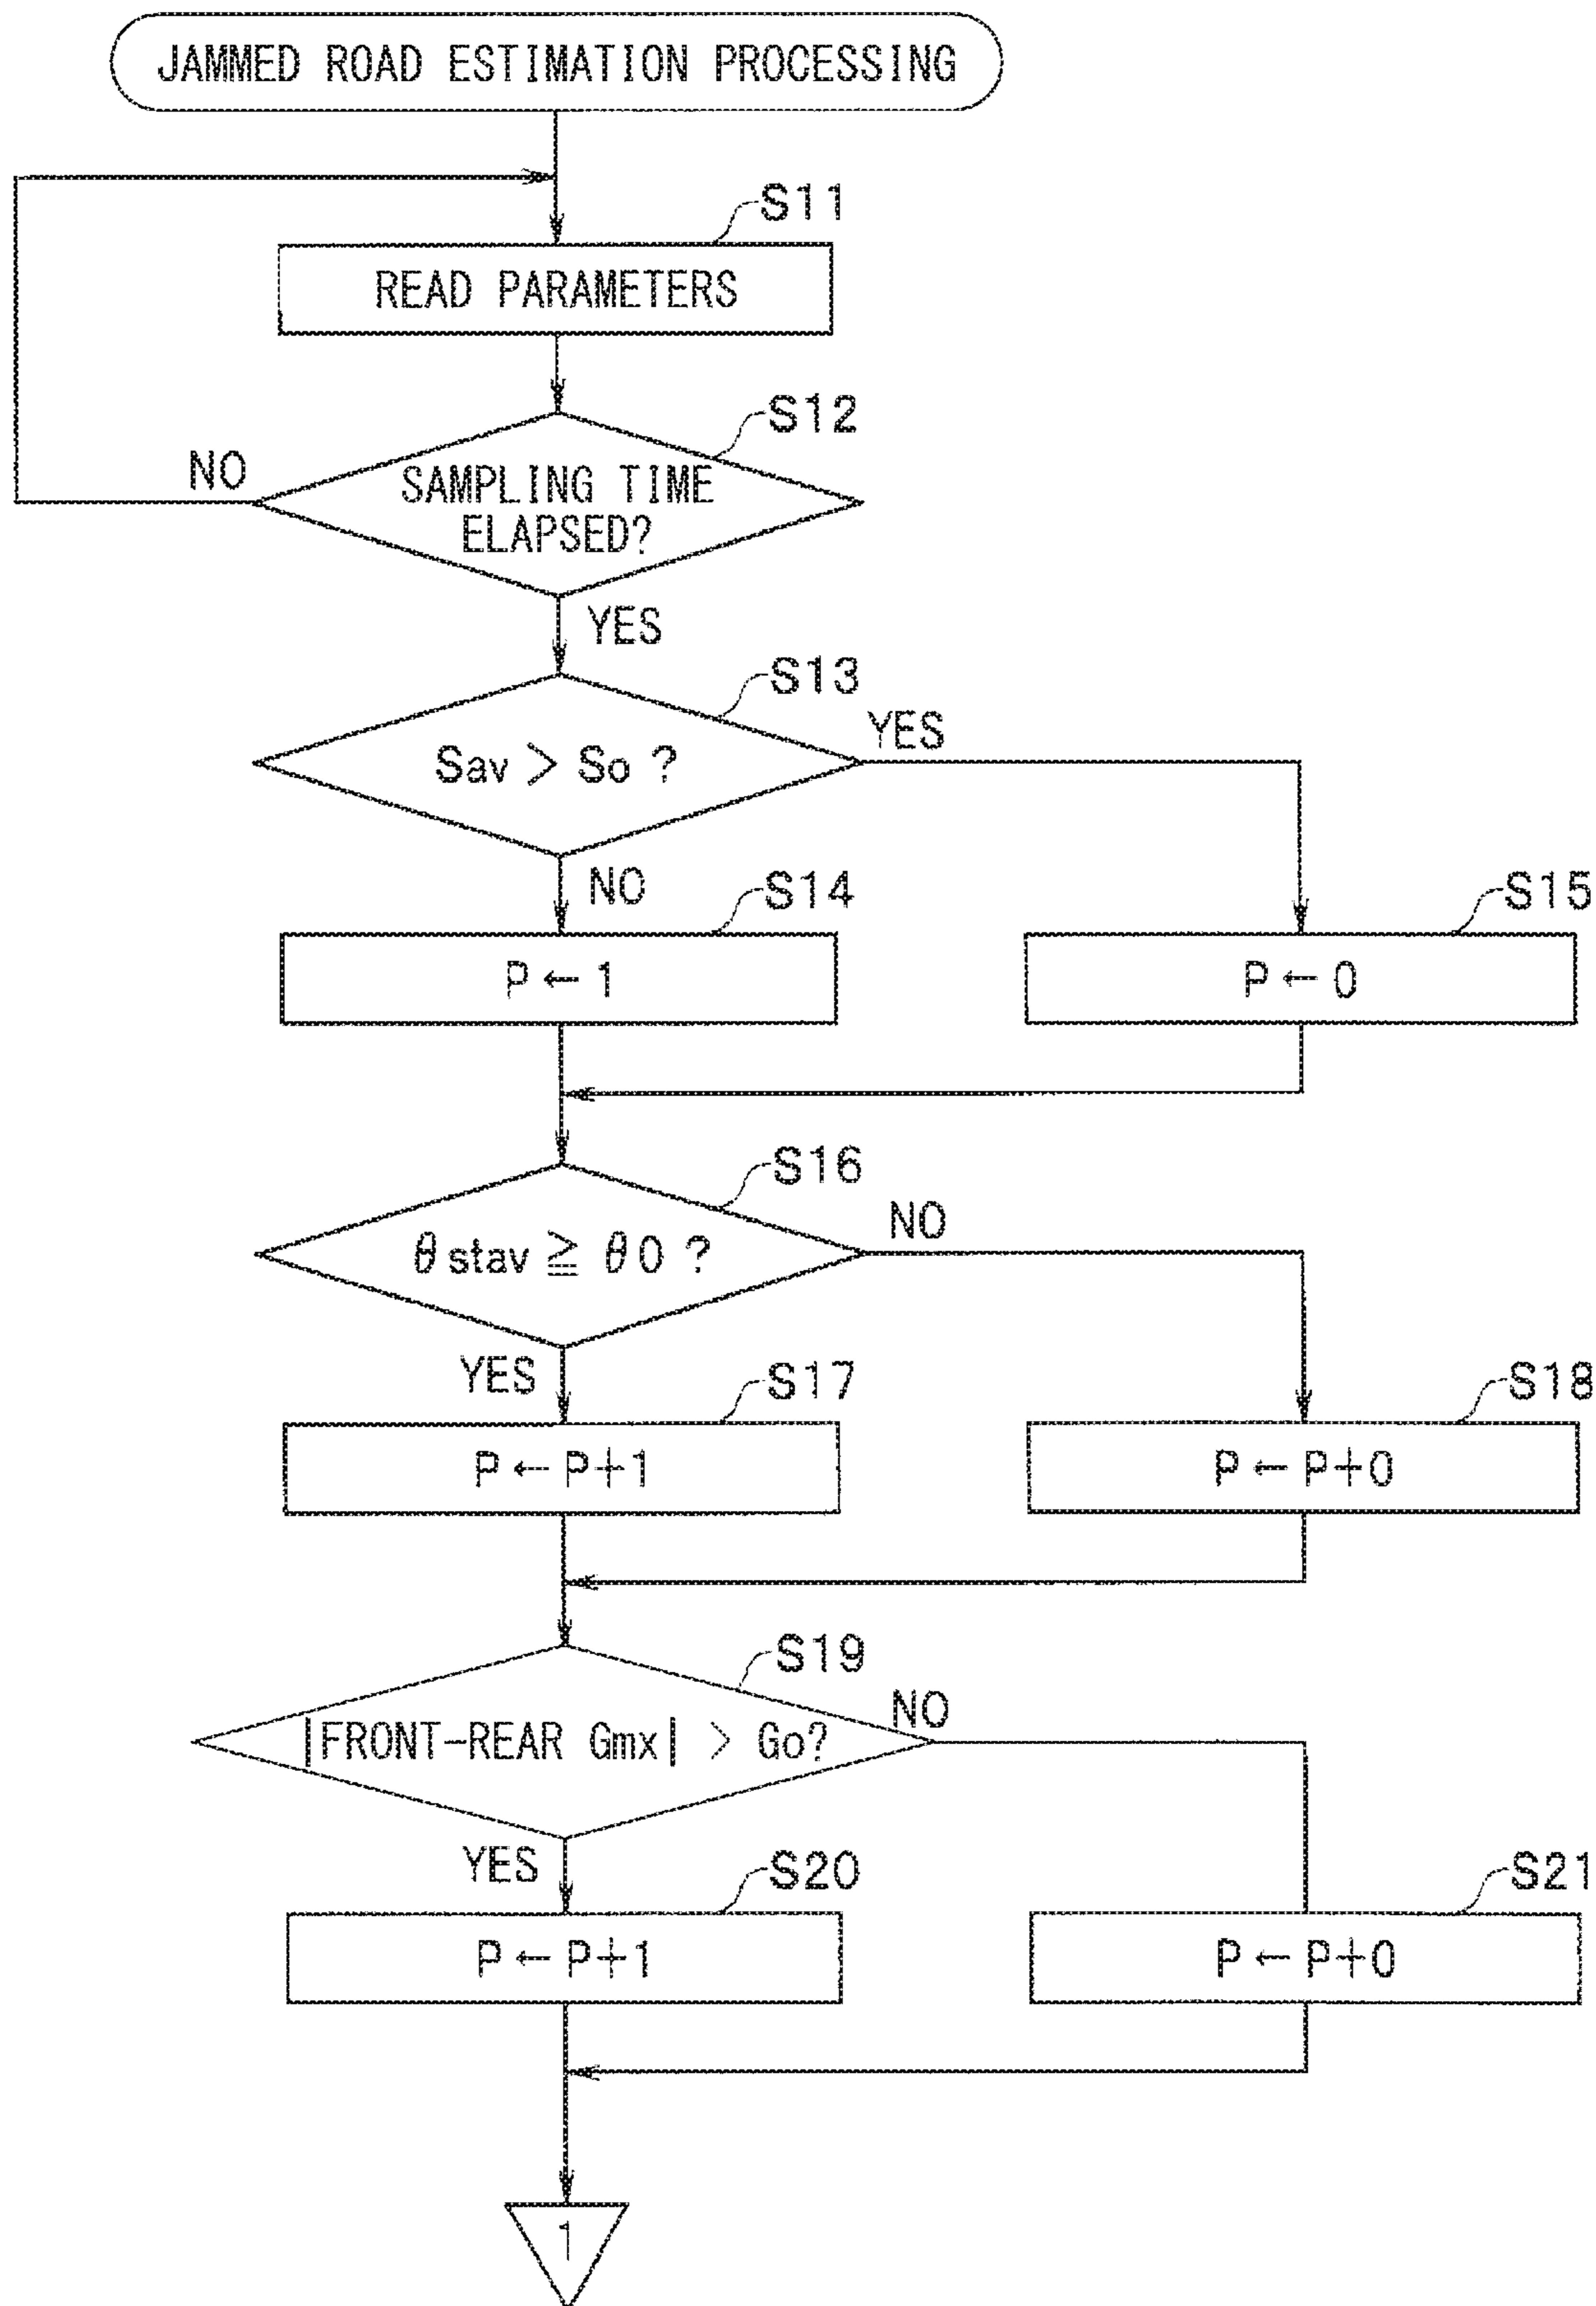 JAMMED ROAD ESTIMATION PROCESSING
S11
READ PARAMETERS
S12
NO
SAMPLING TIME
ELAPSED?
YES
S13
YES
Sav > So ?
NO
S14
S15
P ← 1
P ← 0
S16
NO
θ stav ≧ θ 0 ?
YES
S17
S18
P ← P+1
P ← P+0
S19
NO
|FRONT-REAR Gmx| > Go?
YES
S20
S21
P ← P+1
P ← P+0
1